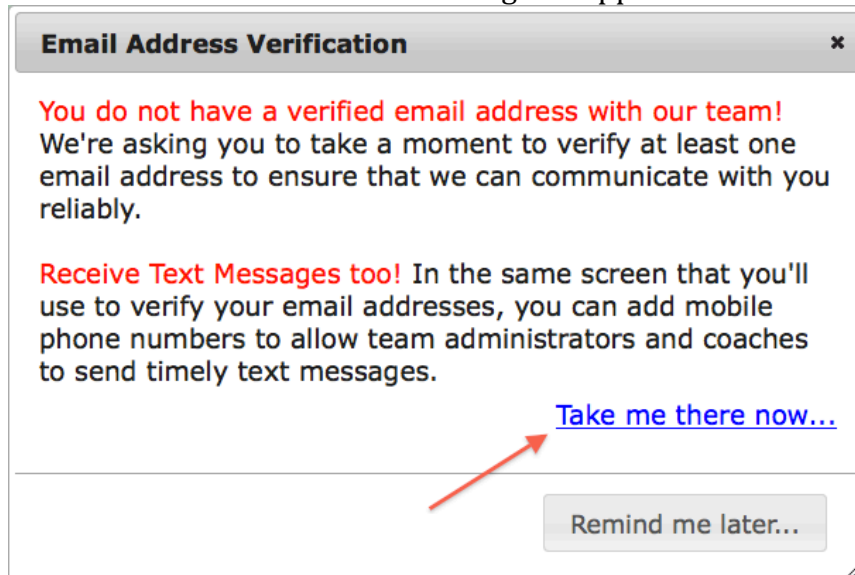 Email Address Verification ×
You do not have a verified email address with our team!
We're asking you to take a moment to verify at least one
email address to ensure that we can communicate with you
reliably.
Receive Text Messages too! In the same screen that you'll
use to verify your email addresses, you can add mobile
phone numbers to allow team administrators and coaches
to send timely text messages.
Take me there now...
Remind me later...